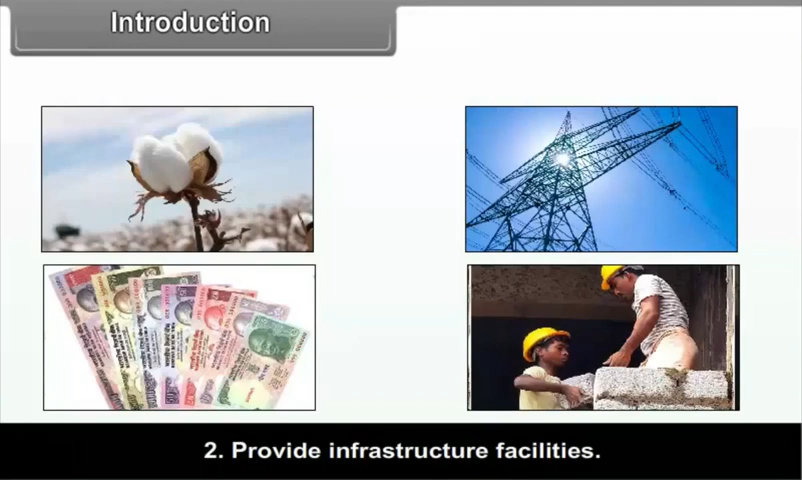 Introduction
2. Provide infrastructure facilities.